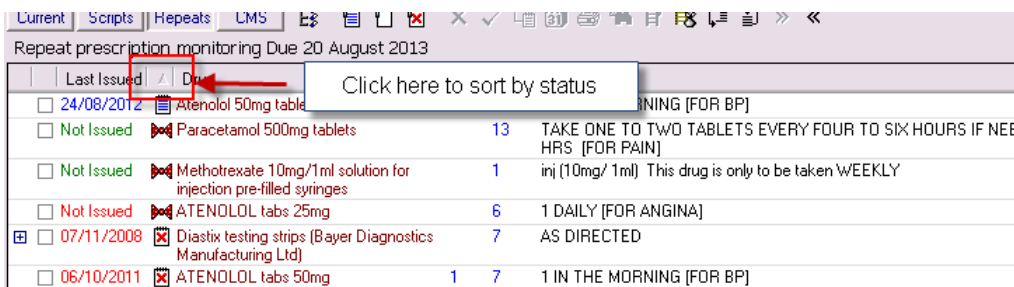 Current Scripts Repeats CMS
Repeat prescription monitoring Due 20 August 2013
Last Issued
Click here to sort by status
24/08/2012 Atenolol 50mg [FOR BP]
Not Issued Paracetamol 500mg tablets 13 TAKE ONE TO TWO TABLETS EVERY FOUR TO SIX HOURS IF
HRS [FOR PAIN]
Not Issued Methotrexate 10mg/1ml solution for 1 inj (10mg/ 1ml) This drug is only to be taken WEEKLY
injection pre-filled syringes
Not Issued ATENOLOL tabs 25mg 6 1 DAILY [FOR ANGINA]
07/11/2008 Diastix testing strips (Bayer Diagnostics 7 AS DIRECTED
Manufacturing Ltd)
06/10/2011 ATENOLOL tabs 50mg 1 7 1 IN THE MORNING [FOR BP]